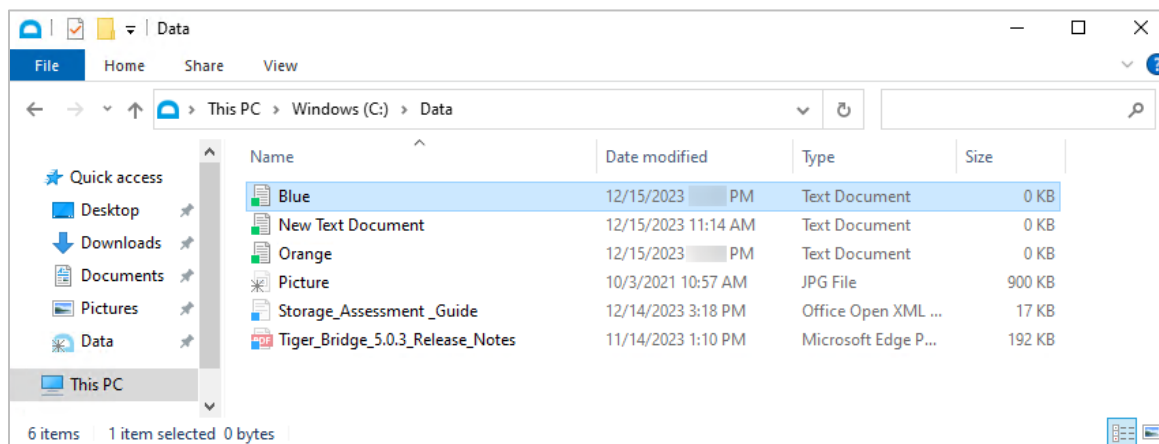 Data
File Home Share View
This PC > Windows (C:) > Data
Name Date modified Type Size
Quick access
Desktop
Downloads
Documents
Pictures
Data
This PC
Blue 12/15/2023 PM Text Document 0 KB
New Text Document 12/15/2023 11:14 AM Text Document 0 KB
Orange 12/15/2023 PM Text Document 0 KB
Picture 10/3/2021 10:57 AM JPG File 900 KB
Storage_Assessment _Guide 12/14/2023 3:18 PM Office Open XML ... 17 KB
PDF Tiger_Bridge_5.0.3_Release_Notes 11/14/2023 1:10 PM Microsoft Edge P... 192 KB
6 items 1 item selected 0 bytes